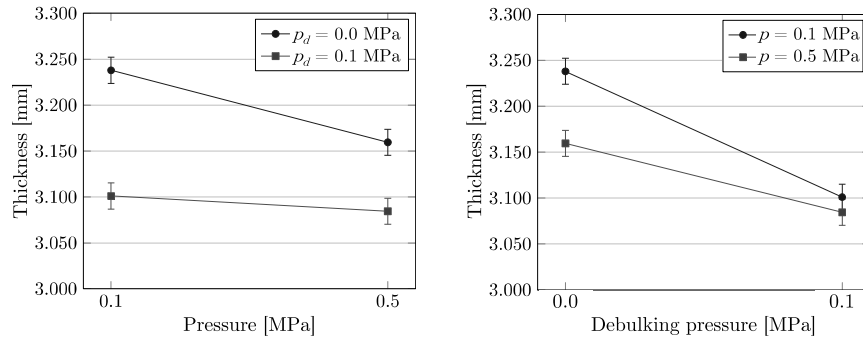 3.300
3.250
3.200
3.150
3.100
3.050
3.000
Thickness [mm]
0.1
0.5
Pressure [MPa]
p_d = 0.0 MPa
p_d = 0.1 MPa
3.300
3.250
3.200
3.150
3.100
3.050
3.000
Thickness [mm]
0.0
0.1
Debulking pressure [MPa]
p = 0.1 MPa
p = 0.5 MPa